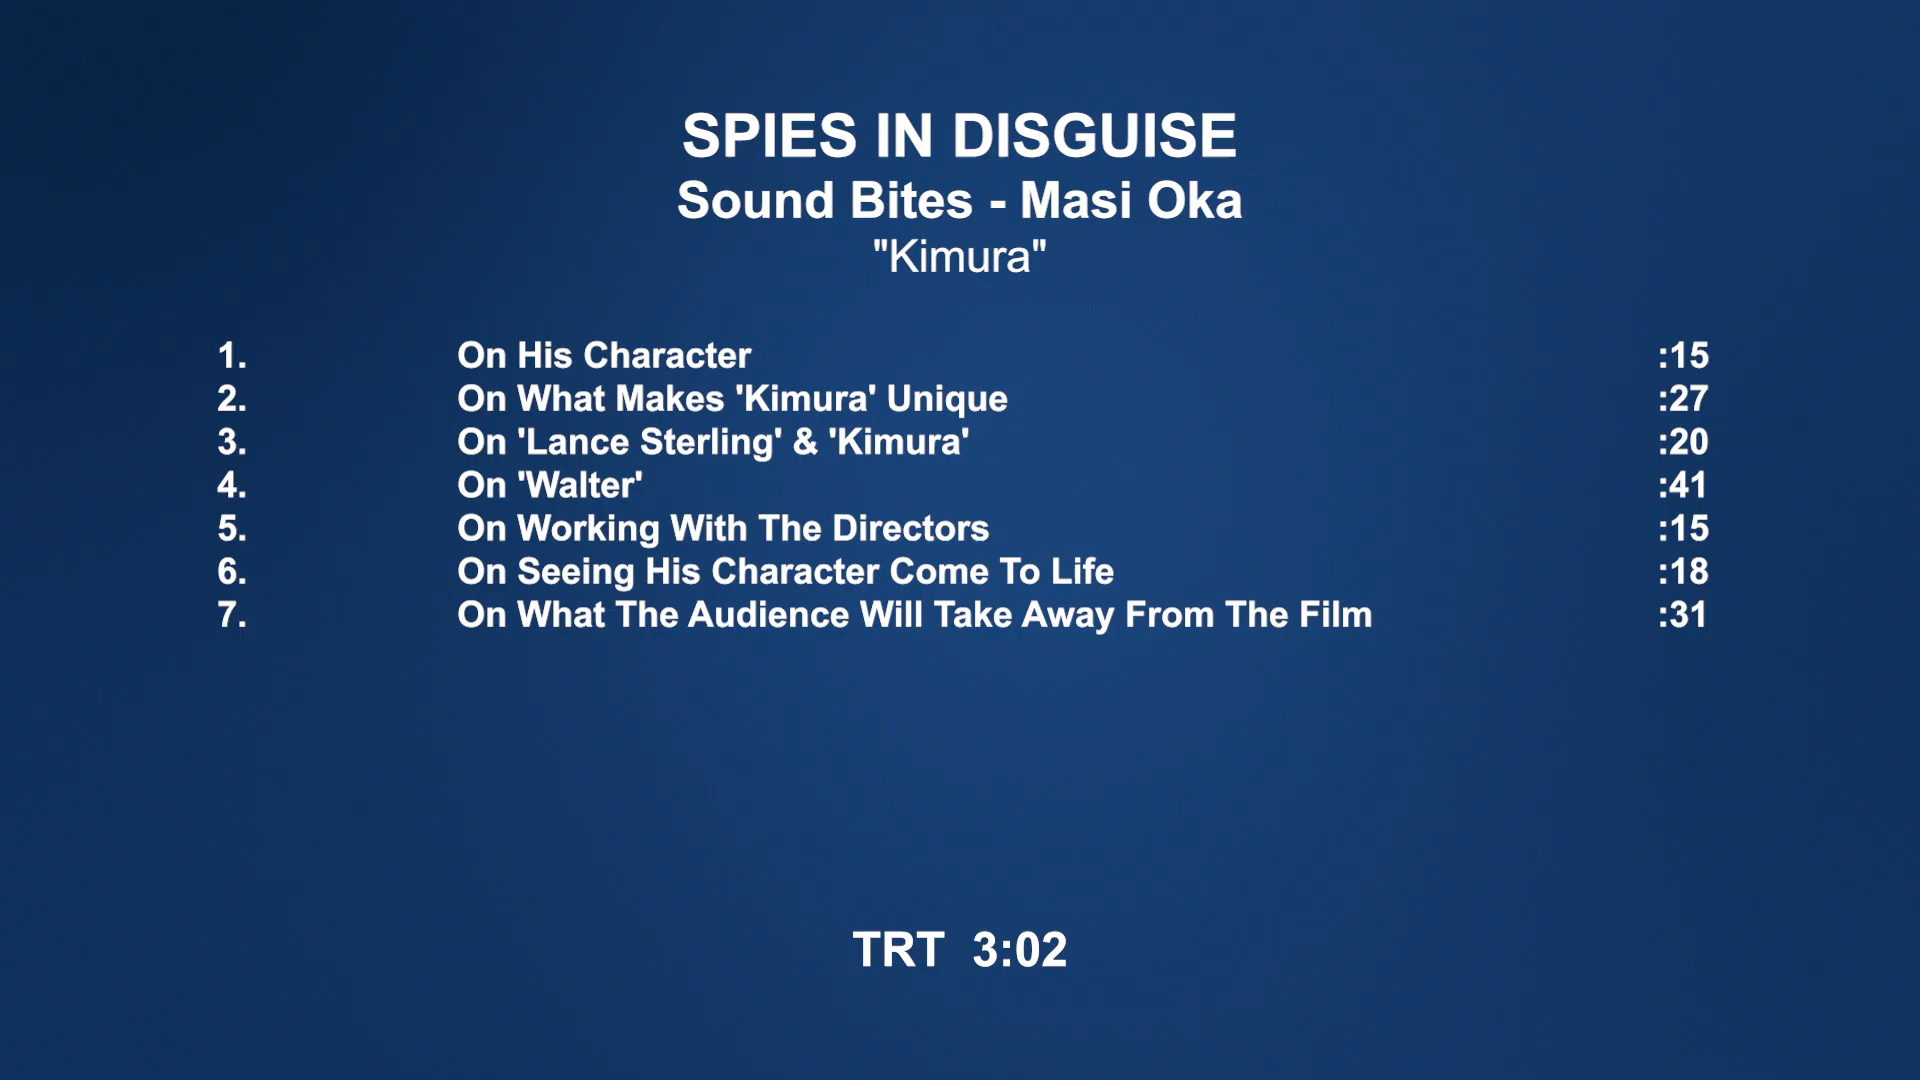 SPIES IN DISGUISE
Sound Bites - Masi Oka
"Kimura"
1. On His Character :15
2. On What Makes 'Kimura' Unique :27
3. On 'Lance Sterling' & 'Kimura' :20
4. On 'Walter' :41
5. On Working With The Directors :15
6. On Seeing His Character Come To Life :18
7. On What The Audience Will Take Away From The Film :31
TRT 3:02